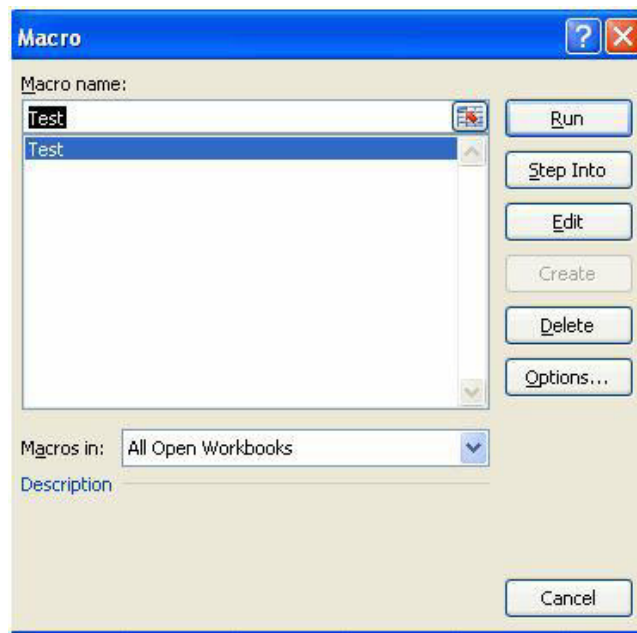 Macro
Macro name:
Test
Test
Run
Step Into
Edit
Create
Delete
Options...
Macros in: All Open Workbooks
Description
Cancel